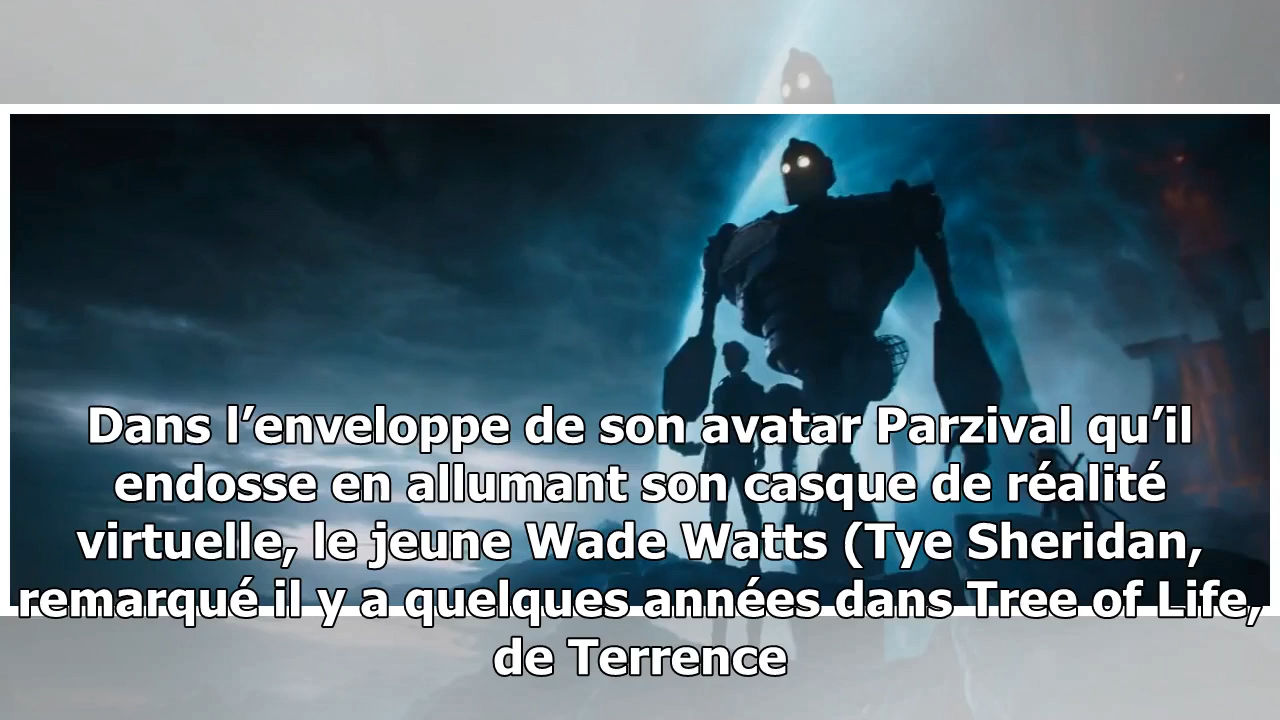 Dans l’enveloppe de son avatar Parzival qu’il
endosse en allumant son casque de réalité
virtuelle, le jeune Wade Watts (Tye Sheridan,
remarqué il y a quelques années dans Tree of Life,
de Terrence